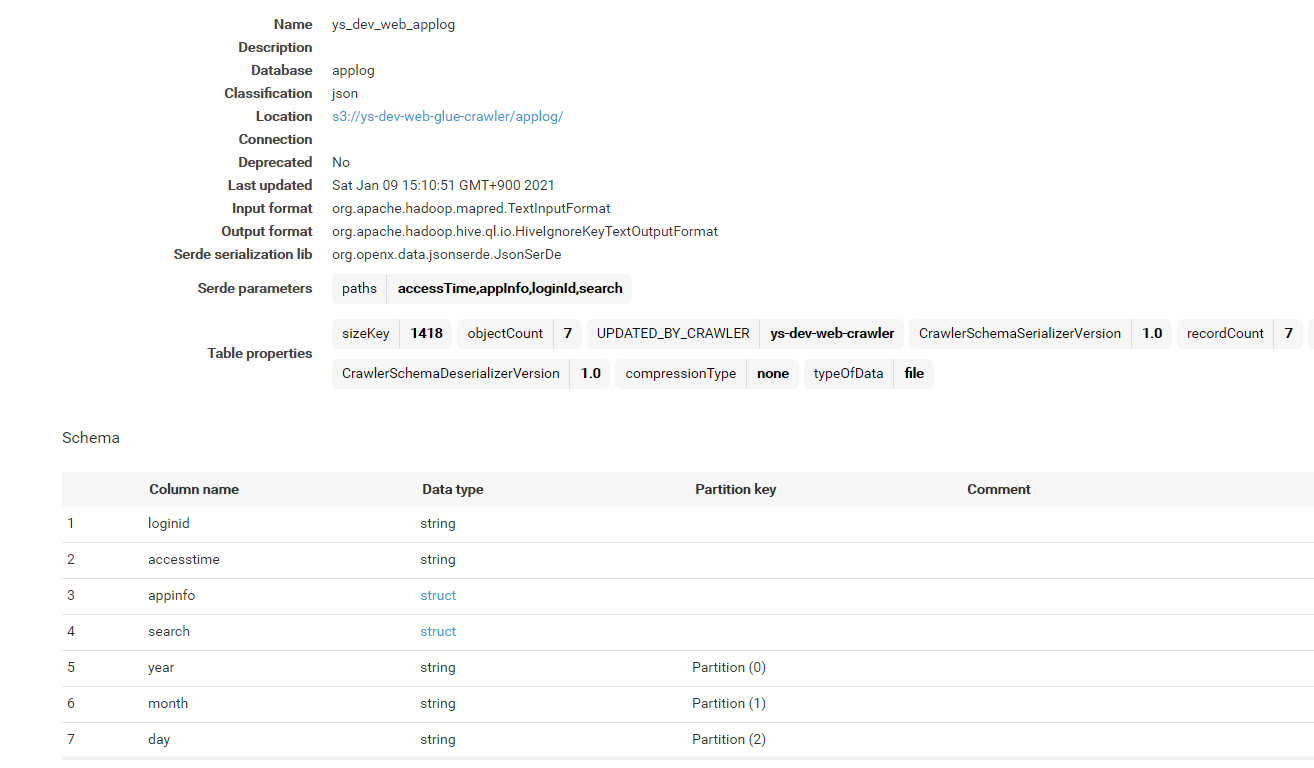 Name ys_dev_web_applog
Description
Database applog
Classification json
Location s3://ys-dev-web-glue-crawler/applog/
Connection
Deprecated No
Last updated Sat Jan 09 15:10:51 GMT+900 2021
Input format org.apache.hadoop.mapred.TextInputFormat
Output format org.apache.hadoop.hive.ql.io.HiveIgnoreKeyTextOutputFormat
Serde serialization lib org.openx.data.jsonserde.JsonSerDe
Serde parameters paths accessTime,appInfo,loginId,search
sizeKey 1418 objectCount 7 UPDATED_BY_CRAWLER ys-dev-web-crawler CrawlerSchemaSerializerVersion 1.0 recordCount 7
Table properties
CrawlerSchemaDeserializerVersion 1.0 compressionType none typeOfData file
Schema
Column name Data type Partition key Comment
1 loginid string
2 accesstime string
3 appinfo struct
4 search struct
5 year string Partition (0)
6 month string Partition (1)
7 day string Partition (2)